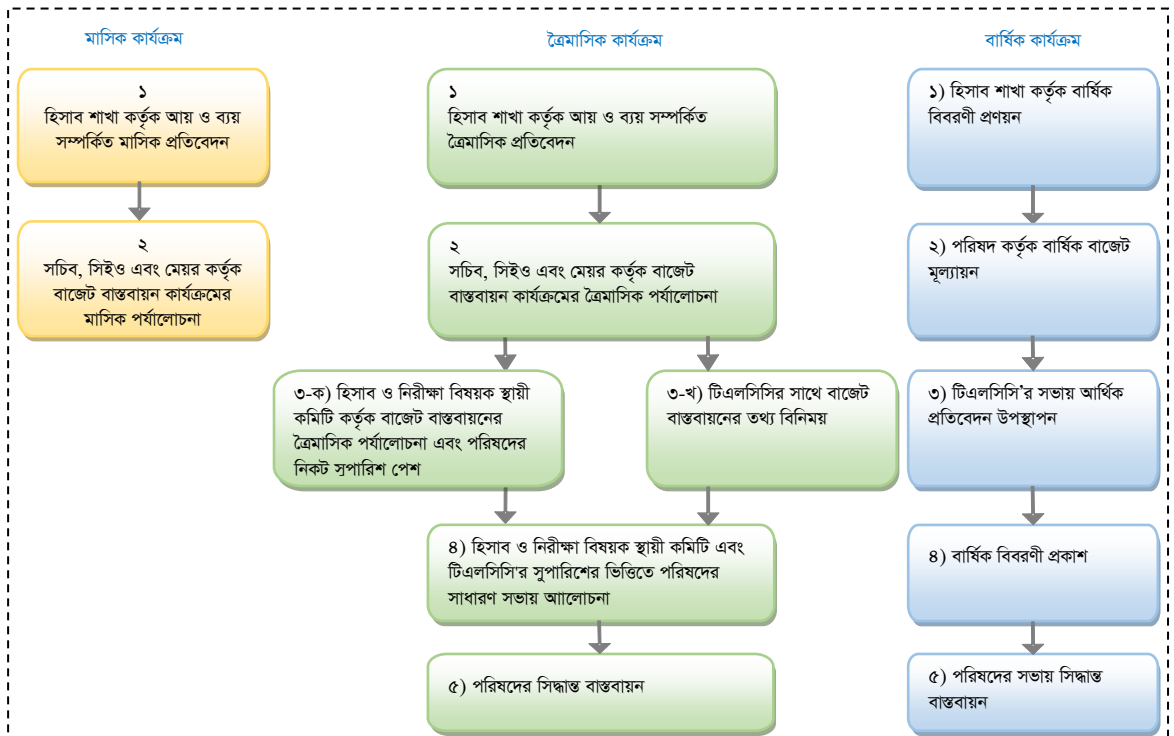 মাসিক কার্যক্রম
১
হিসাব শাখা কর্তৃক আয় ও ব্যয়
সম্পর্কিত মাসিক প্রতিবেদন
২
সচিব, সিইও এবং মেয়র কর্তৃক
বাজেট বাস্তবায়ন কার্যক্রমের
মাসিক পর্যালোচনা
ত্রৈমাসিক কার্যক্রম
১
হিসাব শাখা কর্তৃক আয় ও ব্যয় সম্পর্কিত
ত্রৈমাসিক প্রতিবেদন
২
সচিব, সিইও এবং মেয়র কর্তৃক বাজেট
বাস্তবায়ন কার্যক্রমের ত্রৈমাসিক পর্যালোচনা
৩-ক) হিসাব ও নিরীক্ষা বিষয়ক স্থায়ী
কমিটি কর্তৃক বাজেট বাস্তবায়নের
ত্রৈমাসিক পর্যালোচনা এবং পরিষদের
নিকট সুপারিশ পেশ
৩-খ) টিএলসিসির সাথে বাজেট
বাস্তবায়নের তথ্য বিনিময়
৪) হিসাব ও নিরীক্ষা বিষয়ক স্থায়ী কমিটি এবং
টিএলসিসি'র সুপারিশের ভিত্তিতে পরিষদের
সাধারণ সভায় আালোচনা
৫) পরিষদের সিদ্ধান্ত বাস্তবায়ন
বার্ষিক কার্যক্রম
১) হিসাব শাখা কর্তৃক বার্ষিক
বিবরণী প্রণয়ন
২) পরিষদ কর্তৃক বার্ষিক বাজেট
মূল্যায়ন
৩) টিএলসিসি'র সভায় আর্থিক
প্রতিবেদন উপস্থাপন
৪) বার্ষিক বিবরণী প্রকাশ
৫) পরিষদের সভায় সিদ্ধান্ত
বাস্তবায়ন